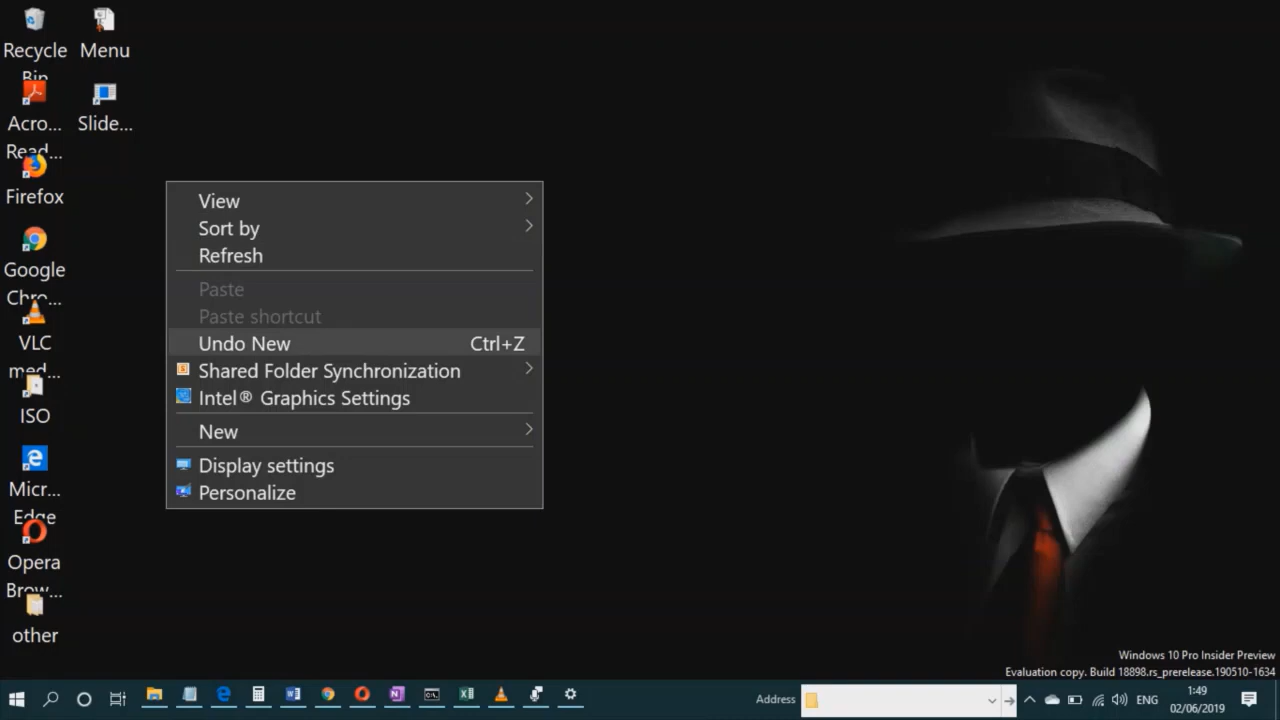 Recycle
Bin
Menu
Acro...
Read...
Slide...
Firefox
Google
Chro...
VLC
med...
ISO
Micr...
Edge
Opera
Brow...
other
View
Sort by
Refresh
Paste
Paste shortcut
Undo New Ctrl+Z
Shared Folder Synchronization
Intel® Graphics Settings
New
Display settings
Personalize
Windows 10 Pro Insider Preview
Evaluation copy. Build 18898.rs_prerelease.190510-1634
Address
ENG
1:49
02/06/2019